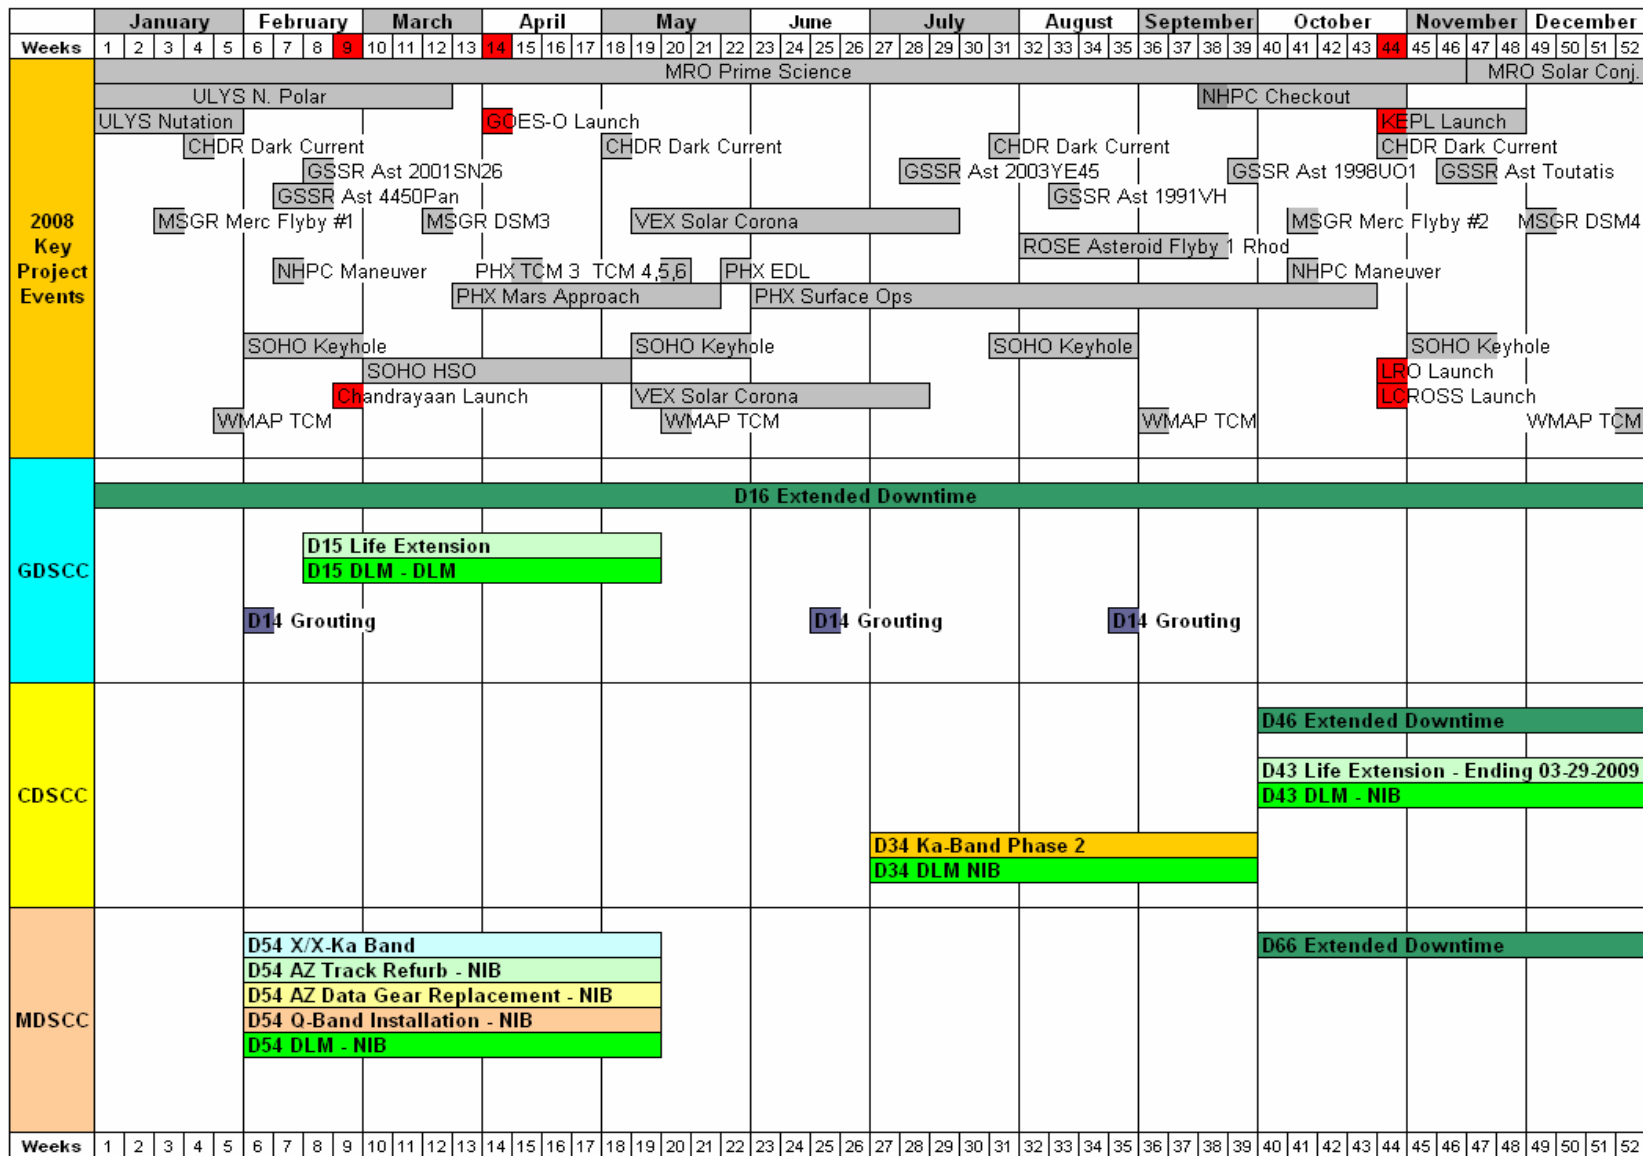 January February March April May June July August September October November December
Weeks 1 2 3 4 5 6 7 8 9 10 11 12 13 14 15 16 17 18 19 20 21 22 23 24 25 26 27 28 29 30 31 32 33 34 35 36 37 38 39 40 41 42 43 44 45 46 47 48 49 50 51 52
MRO Prime Science MRO Solar Conj.
ULYS N. Polar NHPC Checkout
ULYS Nutation GOES-O Launch KEPL Launch
CHDR Dark Current CHDR Dark Current CHDR Dark Current CHDR Dark Current
GSSR Ast 2001SN26 GSSR Ast 2003YE45 GSSR Ast 1998UO1 GSSR Ast Toutatis
GSSR Ast 4450Pan GSSR Ast 1991VH
2008
Key
Project
Events
MSGR Merc Flyby #1 MSGR DSM3 VEX Solar Corona MSGR Merc Flyby #2 MSGR DSM4
ROSE Asteroid Flyby 1 Rhod
NHPC Maneuver PHX TCM 3 TCM 4,5,6 PHX EDL NHPC Maneuver
PHX Mars Approach PHX Surface Ops
SOHO Keyhole SOHO Keyhole SOHO Keyhole SOHO Keyhole
SOHO HSO LRO Launch
Chandrayaan Launch VEX Solar Corona LCROSS Launch
WMAP TCM WMAP TCM WMAP TCM WMAP TCM
D16 Extended Downtime
D15 Life Extension
GDSCC
D15 DLM - DLM
D14 Grouting D14 Grouting D14 Grouting
D46 Extended Downtime
D43 Life Extension - Ending 03-29-2009
CDSCC
D43 DLM - NIB
D34 Ka-Band Phase 2
D34 DLM NIB
D54 X/X-Ka Band D66 Extended Downtime
D54 AZ Track Refurb - NIB
D54 AZ Data Gear Replacement - NIB
MDSCC
D54 Q-Band Installation - NIB
D54 DLM - NIB
Weeks 1 2 3 4 5 6 7 8 9 10 11 12 13 14 15 16 17 18 19 20 21 22 23 24 25 26 27 28 29 30 31 32 33 34 35 36 37 38 39 40 41 42 43 44 45 46 47 48 49 50 51 52